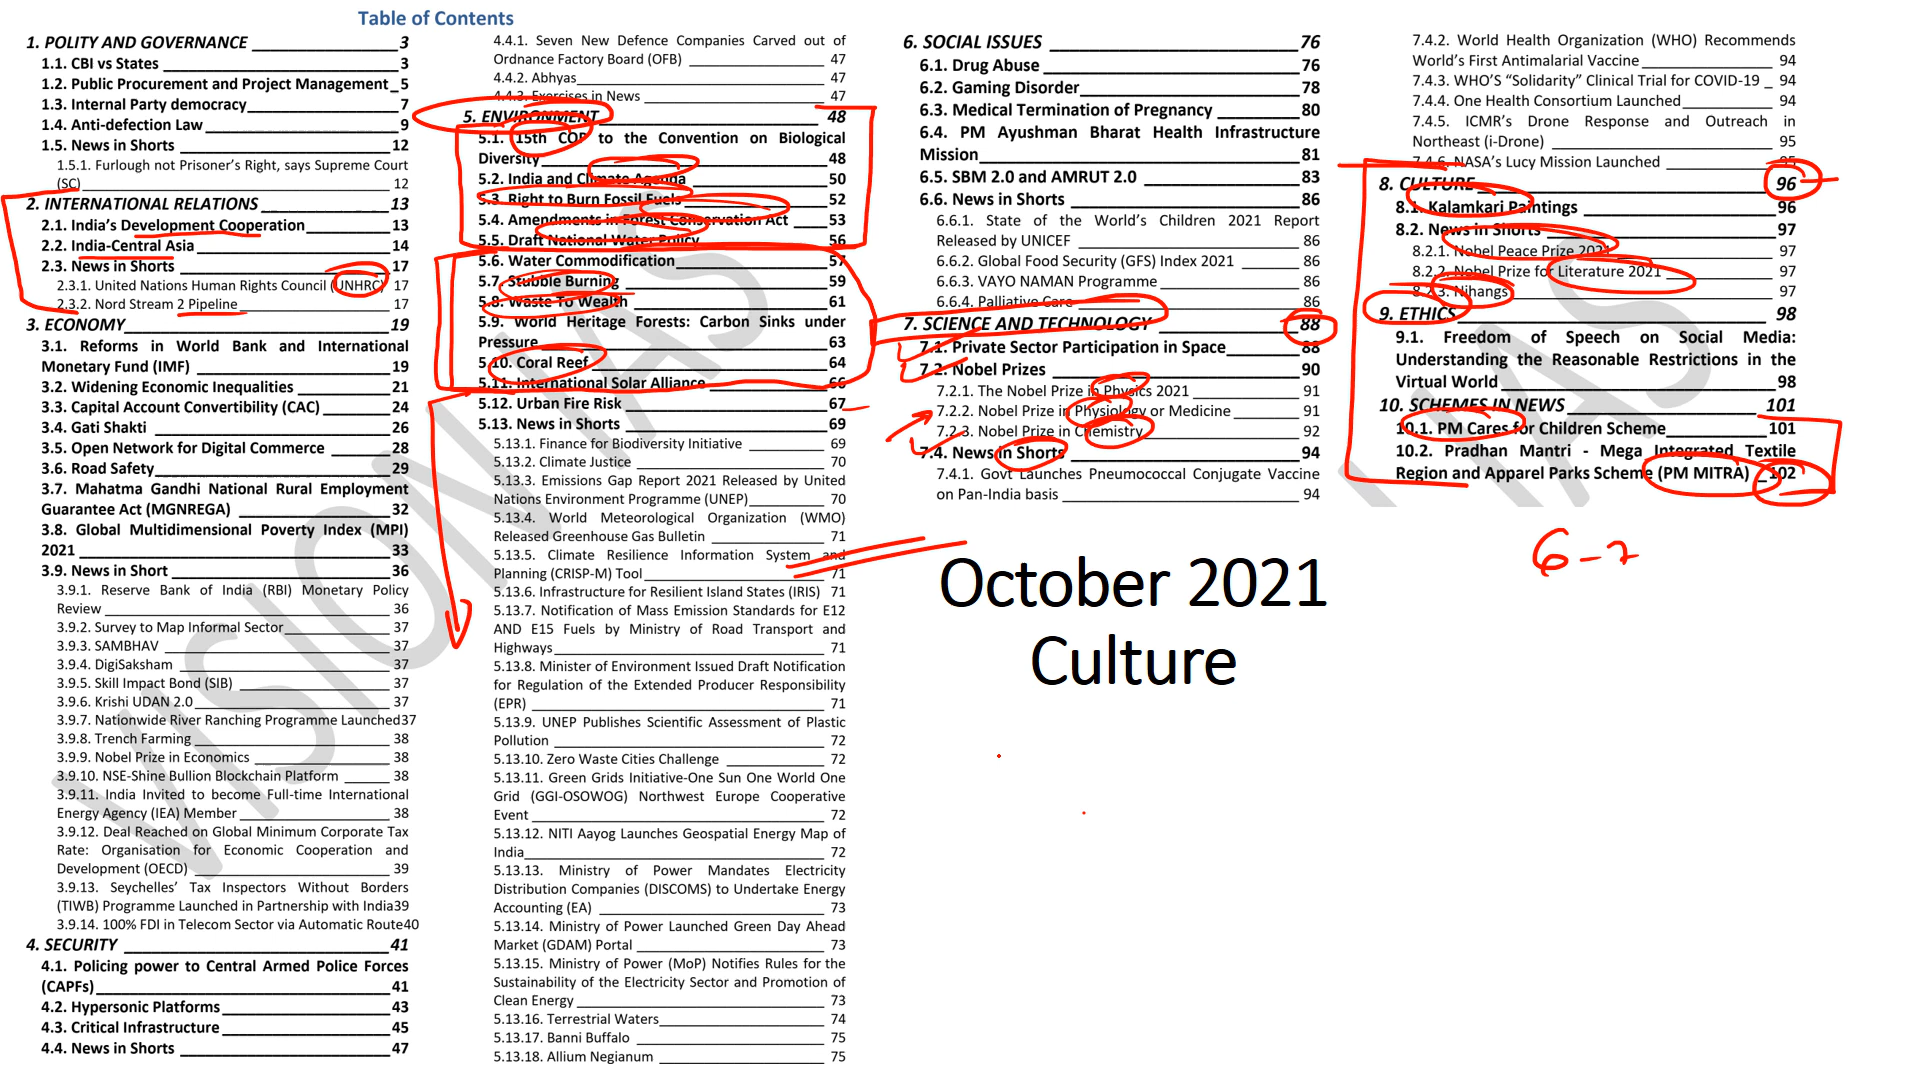 Table of Contents
1. POLITY AND GOVERNANCE 3
1.1. CBI vs States 3
1.2. Public Procurement and Project Management 5
1.3. Internal Party democracy 7
1.4. Anti-defection Law 9
1.5. News in Shorts 12
1.5.1. Furlough not Prisoner's Right, says Supreme Court
(SC) 12
2. INTERNATIONAL RELATIONS 13
2.1. India's Development Cooperation 13
2.2. India-Central Asia 14
2.3. News in Shorts 17
2.3.1. United Nations Human Rights Council (UNHRC) 17
2.3.2. Nord Stream 2 Pipeline 17
3. ECONOMY 19
3.1. Reforms in World Bank and International
Monetary Fund (IMF) 19
3.2. Widening Economic Inequalities 21
3.3. Capital Account Convertibility (CAC) 24
3.4. Gati Shakti 26
3.5. Open Network for Digital Commerce 28
3.6. Road Safety 29
3.7. Mahatma Gandhi National Rural Employment
Guarantee Act (MGNREGA) 32
3.8. Global Multidimensional Poverty Index (MPI)
2021 33
3.9. News in Short 36
3.9.1. Reserve Bank of India (RBI) Monetary Policy
Review 36
3.9.2. Survey to Map Informal Sector 37
3.9.3. SAMBHAV 37
3.9.4. DigiSaksham 37
3.9.5. Skill Impact Bond (SIB) 37
3.9.6. Krishi UDAN 2.0 37
3.9.7. Nationwide River Ranching Programme Launched37
3.9.8. Trench Farming 38
3.9.9. Nobel Prize in Economics 38
3.9.10. NSE-Shine Bullion Blockchain Platform 38
3.9.11. India Invited to become Full-time International
Energy Agency (IEA) Member 38
3.9.12. Deal Reached on Global Minimum Corporate Tax
Rate: Organisation for Economic Cooperation and
Development (OECD) 39
3.9.13. Seychelles' Tax Inspectors Without Borders
(TIWB) Programme Launched in Partnership with India39
3.9.14. 100% FDI in Telecom Sector via Automatic Route40
4. SECURITY 41
4.1. Policing power to Central Armed Police Forces
(CAPFs) 41
4.2. Hypersonic Platforms 43
4.3. Critical Infrastructure 45
4.4. News in Shorts 47
4.4.1. Seven New Defence Companies Carved out of
Ordnance Factory Board (OFB) 47
4.4.2. Abhyas 47
4.4.3. Exercises in News 47
5. ENVIRONMENT 48
5.1. 15th COP to the Convention on Biological
Diversity 48
5.2. India and Climate Agenda 50
5.3. Right to Burn Fossil Fuels 52
5.4. Amendments in Forest Conservation Act 53
5.5. Draft National Water Policy 56
5.6. Water Commodification 57
5.7. Stubble Burning 59
5.8. Waste To Wealth 61
5.9. World Heritage Forests: Carbon Sinks under
Pressure 63
5.10. Coral Reef 64
5.11. International Solar Alliance 66
5.12. Urban Fire Risk 67
5.13. News in Shorts 69
5.13.1. Finance for Biodiversity Initiative 69
5.13.2. Climate Justice 70
5.13.3. Emissions Gap Report 2021 Released by United
Nations Environment Programme (UNEP) 70
5.13.4. World Meteorological Organization (WMO)
Released Greenhouse Gas Bulletin 71
5.13.5. Climate Resilience Information System and
Planning (CRISP-M) Tool 71
5.13.6. Infrastructure for Resilient Island States (IRIS) 71
5.13.7. Notification of Mass Emission Standards for E12
AND E15 Fuels by Ministry of Road Transport and
Highways 71
5.13.8. Minister of Environment Issued Draft Notification
for Regulation of the Extended Producer Responsibility
(EPR) 71
5.13.9. UNEP Publishes Scientific Assessment of Plastic
Pollution 72
5.13.10. Zero Waste Cities Challenge 72
5.13.11. Green Grids Initiative-One Sun One World One
Grid (GGI-OSOWOG) Northwest Europe Cooperative
Event 72
5.13.12. NITI Aayog Launches Geospatial Energy Map of
India 72
5.13.13. Ministry of Power Mandates Electricity
Distribution Companies (DISCOMS) to Undertake Energy
Accounting (EA) 73
5.13.14. Ministry of Power Launched Green Day Ahead
Market (GDAM) Portal 73
5.13.15. Ministry of Power (MoP) Notifies Rules for the
Sustainability of the Electricity Sector and Promotion of
Clean Energy 73
5.13.16. Terrestrial Waters 74
5.13.17. Banni Buffalo 75
5.13.18. Allium Negianum 75
6. SOCIAL ISSUES 76
6.1. Drug Abuse 76
6.2. Gaming Disorder 78
6.3. Medical Termination of Pregnancy 80
6.4. PM Ayushman Bharat Health Infrastructure
Mission 81
6.5. SBM 2.0 and AMRUT 2.0 83
6.6. News in Shorts 86
6.6.1. State of the World's Children 2021 Report
Released by UNICEF 86
6.6.2. Global Food Security (GFS) Index 2021 86
6.6.3. VAYO NAMAN Programme 86
6.6.4. Palliative Care 86
7. SCIENCE AND TECHNOLOGY 88
7.1. Private Sector Participation in Space 88
7.2. Nobel Prizes 90
7.2.1. The Nobel Prize in Physics 2021 91
7.2.2. Nobel Prize in Physiology or Medicine 91
7.2.3. Nobel Prize in Chemistry 92
7.4. News in Shorts 94
7.4.1. Govt Launches Pneumococcal Conjugate Vaccine
on Pan-India basis 94
7.4.2. World Health Organization (WHO) Recommends
World's First Antimalarial Vaccine 94
7.4.3. WHO'S "Solidarity" Clinical Trial for COVID-19 94
7.4.4. One Health Consortium Launched 94
7.4.5. ICMR's Drone Response and Outreach in
Northeast (i-Drone) 95
7.4.6. NASA's Lucy Mission Launched 95
8. CULTURE 96
8.1. Kalamkari Paintings 96
8.2. News in Shorts 97
8.2.1. Nobel Peace Prize 2021 97
8.2.2. Nobel Prize for Literature 2021 97
8.2.3. Nihangs 97
9. ETHICS 98
9.1. Freedom of Speech on Social Media:
Understanding the Reasonable Restrictions in the
Virtual World 98
10. SCHEMES IN NEWS 101
10.1. PM Cares for Children Scheme 101
10.2. Pradhan Mantri - Mega Integrated Textile
Region and Apparel Parks Scheme (PM MITRA) 102
6-7
October 2021
Culture
VISION IAS